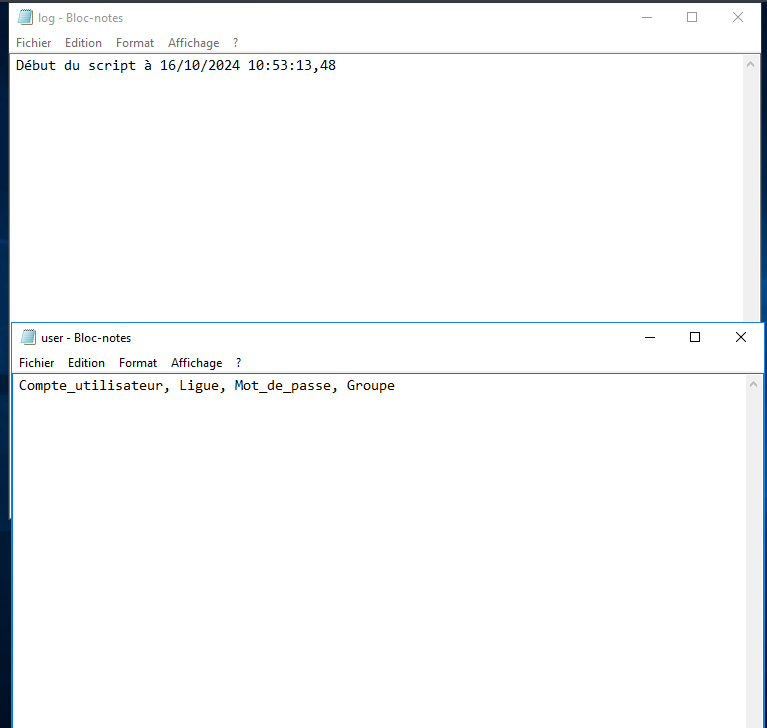 log - Bloc-notes
Fichier Edition Format Affichage ?
Début du script à 16/10/2024 10:53:13,48
user - Bloc-notes
Fichier Edition Format Affichage ?
Compte_utilisateur, Ligue, Mot_de_passe, Groupe